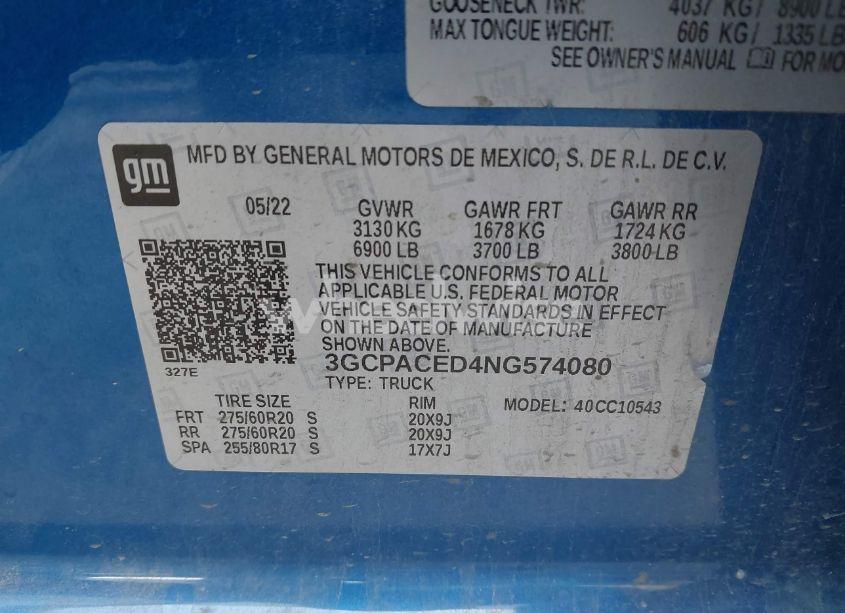 GOOSENECK TWR: 4037 KG/ 8900 LB
MAX TONGUE WEIGHT: 606 KG/ 1335 LB
SEE OWNER'S MANUAL FOR MO
gm
MFD BY GENERAL MOTORS DE MEXICO, S. DE R.L. DE C.V.
05/22 GVWR GAWR FRT GAWR RR
3130 KG 1678 KG 1724 KG
6900 LB 3700 LB 3800 LB
THIS VEHICLE CONFORMS TO ALL
APPLICABLE U.S. FEDERAL MOTOR
VEHICLE SAFETY STANDARDS IN EFFECT
ON THE DATE OF MANUFACTURE
SHOWN ABOVE.
327E
3GCPACED4NG574080
TYPE: TRUCK
TIRE SIZE RIM MODEL: 40CC10543
FRT 275/60R20 S 20X9J
RR 275/60R20 S 20X9J
SPA 255/80R17 S 17X7J